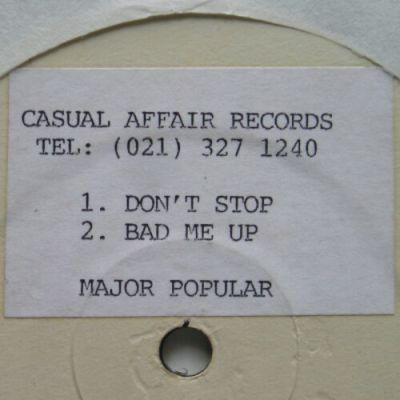 CASUAL AFFAIR RECORDS
TEL: (021) 327 1240
1. DON'T STOP
2. BAD ME UP
MAJOR POPULAR